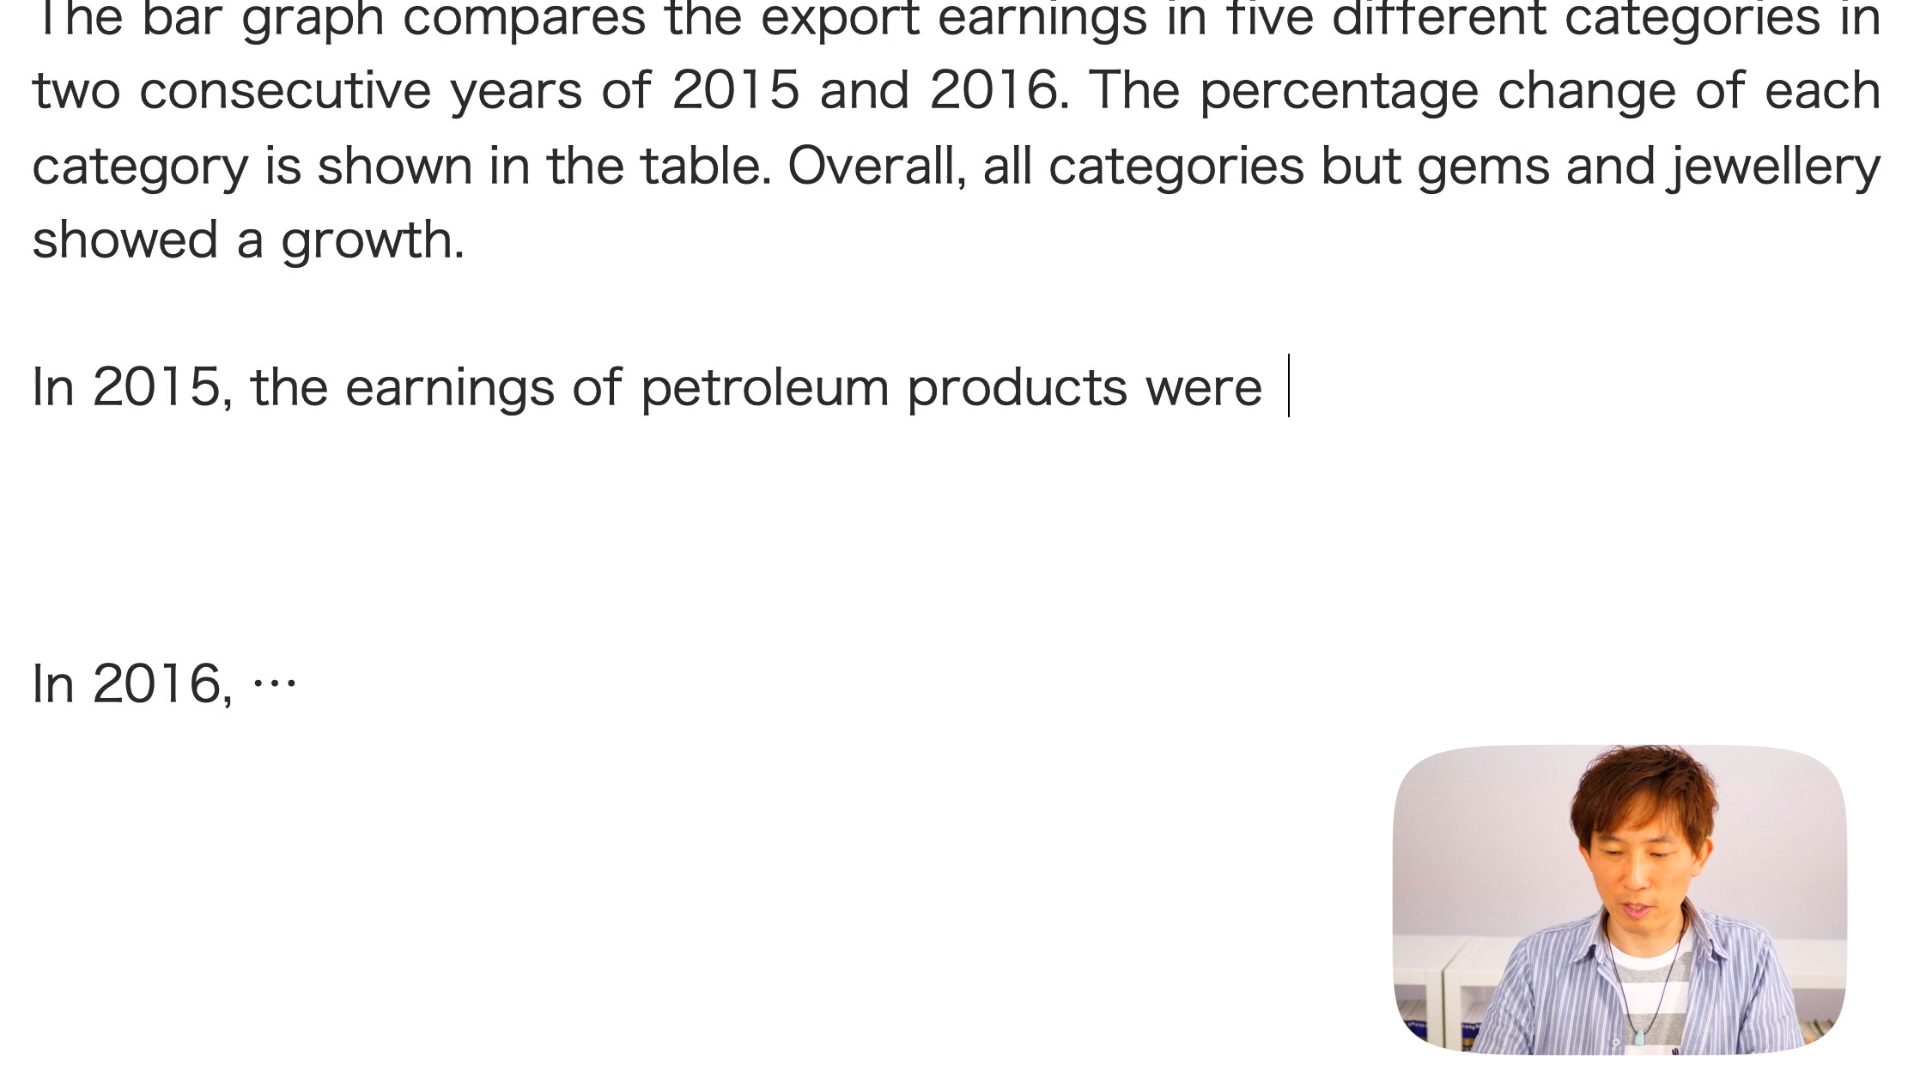 The bar graph compares the export earnings in five different categories in
two consecutive years of 2015 and 2016. The percentage change of each
category is shown in the table. Overall, all categories but gems and jewellery
showed a growth.
In 2015, the earnings of petroleum products were
In 2016, …